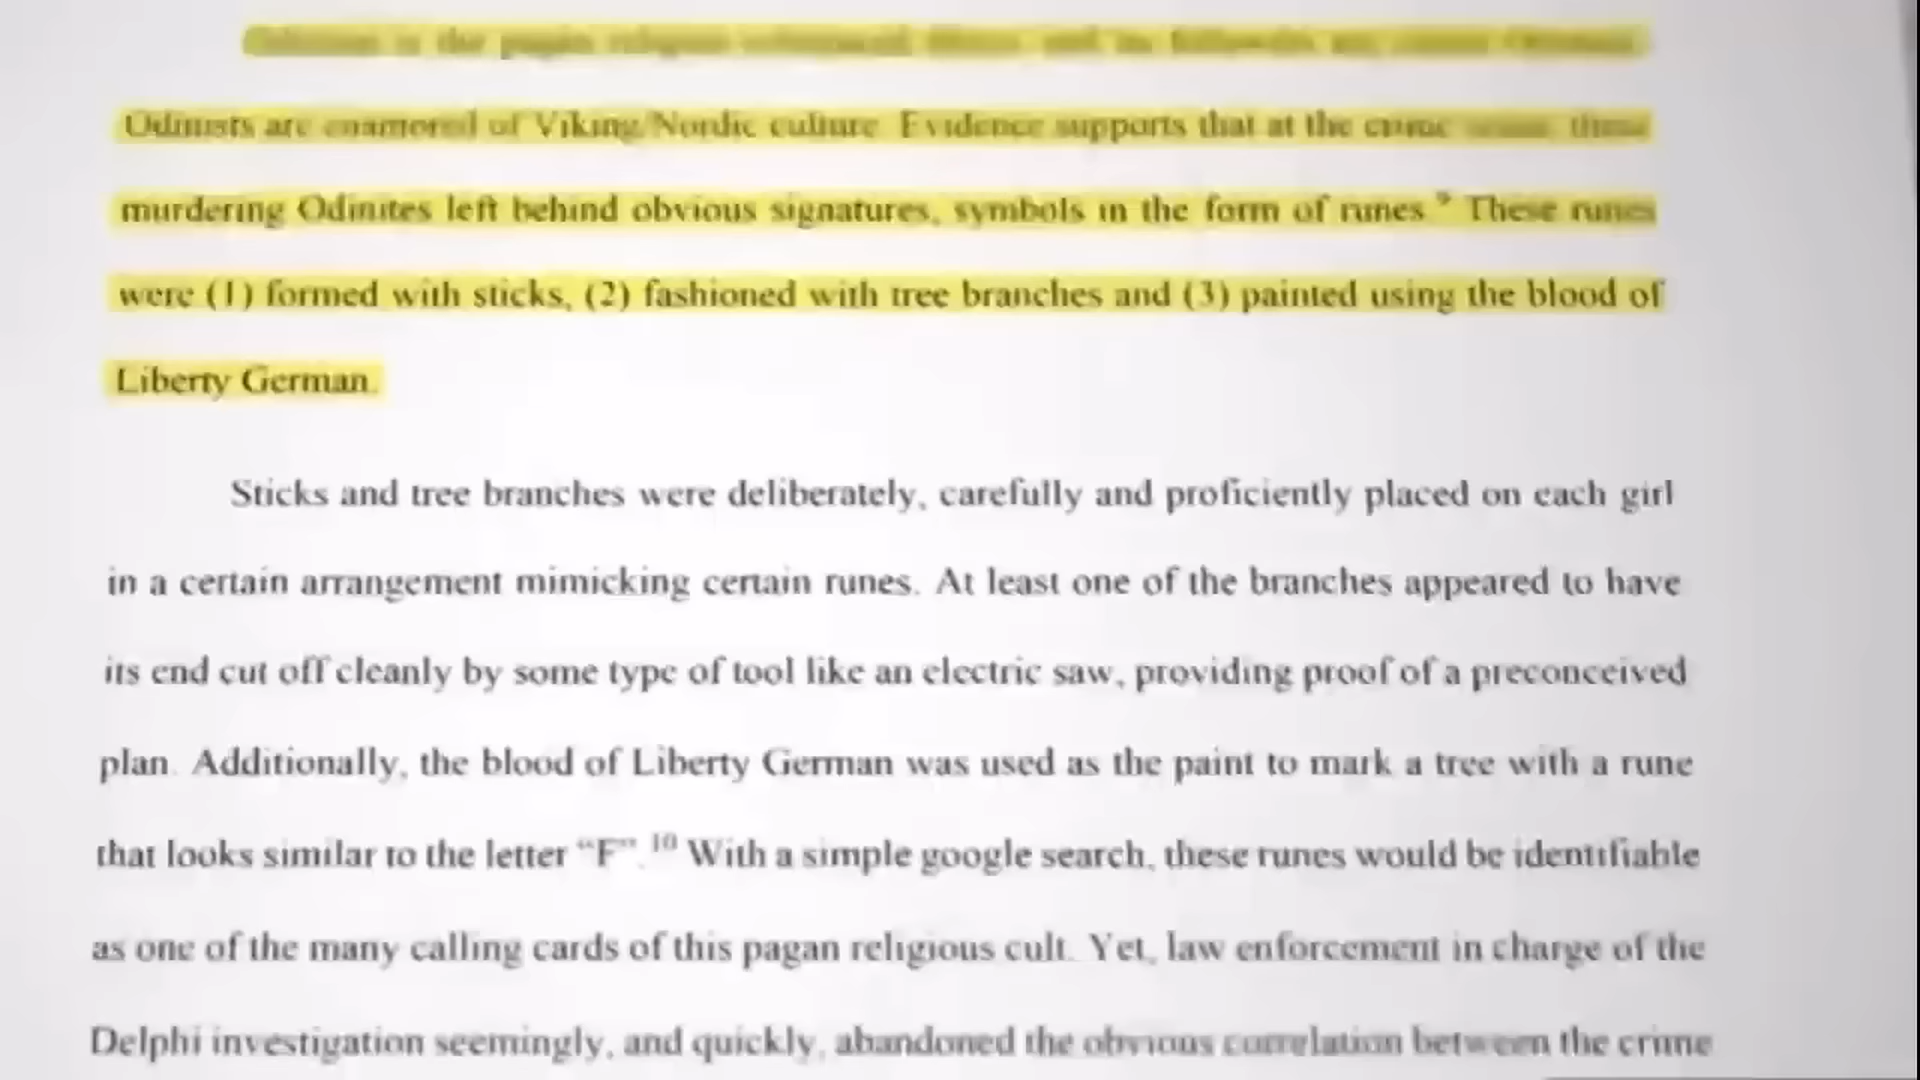 is the pagan religion
Odinists are enamored of Viking/Nordic culture. Evidence supports that at the crime scene, these
murdering Odinites left behind obvious signatures, symbols in the form of runes.⁹ These runes
were (1) formed with sticks, (2) fashioned with tree branches and (3) painted using the blood of
Liberty German.
Sticks and tree branches were deliberately, carefully and proficiently placed on each girl
in a certain arrangement mimicking certain runes. At least one of the branches appeared to have
its end cut off cleanly by some type of tool like an electric saw, providing proof of a preconceived
plan. Additionally, the blood of Liberty German was used as the paint to mark a tree with a rune
that looks similar to the letter “F”.¹⁰ With a simple google search, these runes would be identifiable
as one of the many calling cards of this pagan religious cult. Yet, law enforcement in charge of the
Delphi investigation seemingly, and quickly, abandoned the obvious correlation between the crime